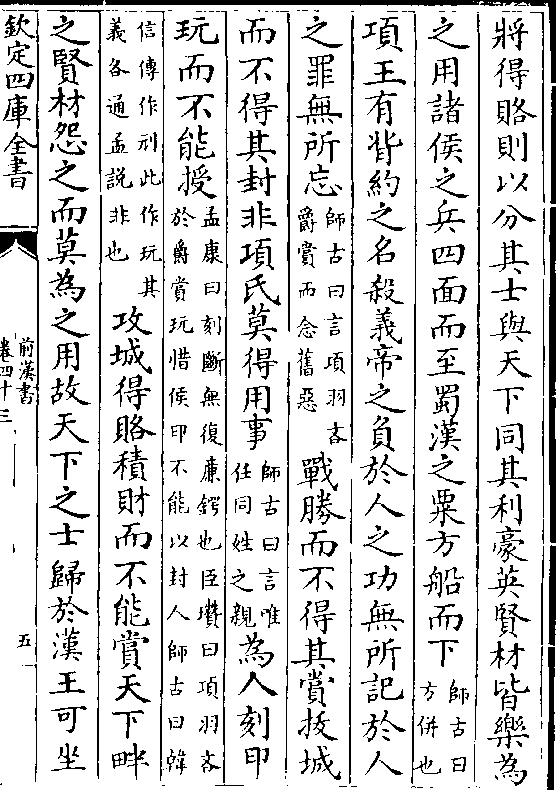 將得賂則以分其士與天下同其利豪英賢材皆樂為
之用諸侯之兵四面而至蜀漢之粟方船而下師古曰方併也
項王有背約之名殺義帝之負於人之功無所記於人
之罪無所忘師古曰言項羽吝爵賞而念舊惡戰勝而不得其賞拔城
而不得其封非項氏莫得用事師古曰言唯任同姓之親為人刻印
玩而不能授孟康曰刻斷無復廉鍔也臣瓚曰項羽吝於爵賞玩惜侯印不能以封人師古曰韓
信傳作刓此作玩其義各通孟説非也攻城得賂積財而不能賞天下畔
之賢材怨之而莫為之用故天下之士歸於漢王可坐
欽定四庫全書
前漢書
卷四十三
五